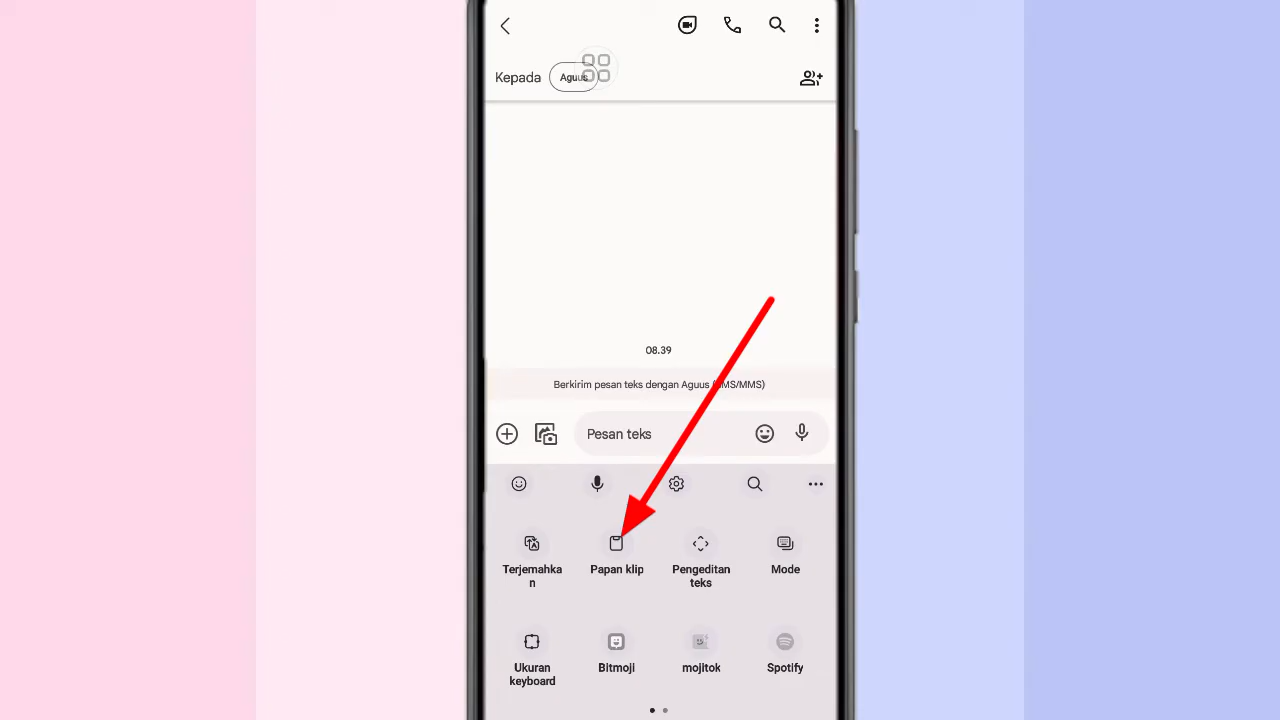 Kepada Aguus
08.39
Berkirim pesan teks dengan Aguus (SMS/MMS)
Pesan teks
Terjemahka
n
Papan klip
Pengeditan
teks
Mode
Ukuran
keyboard
Bitmoji
mojitok
Spotify